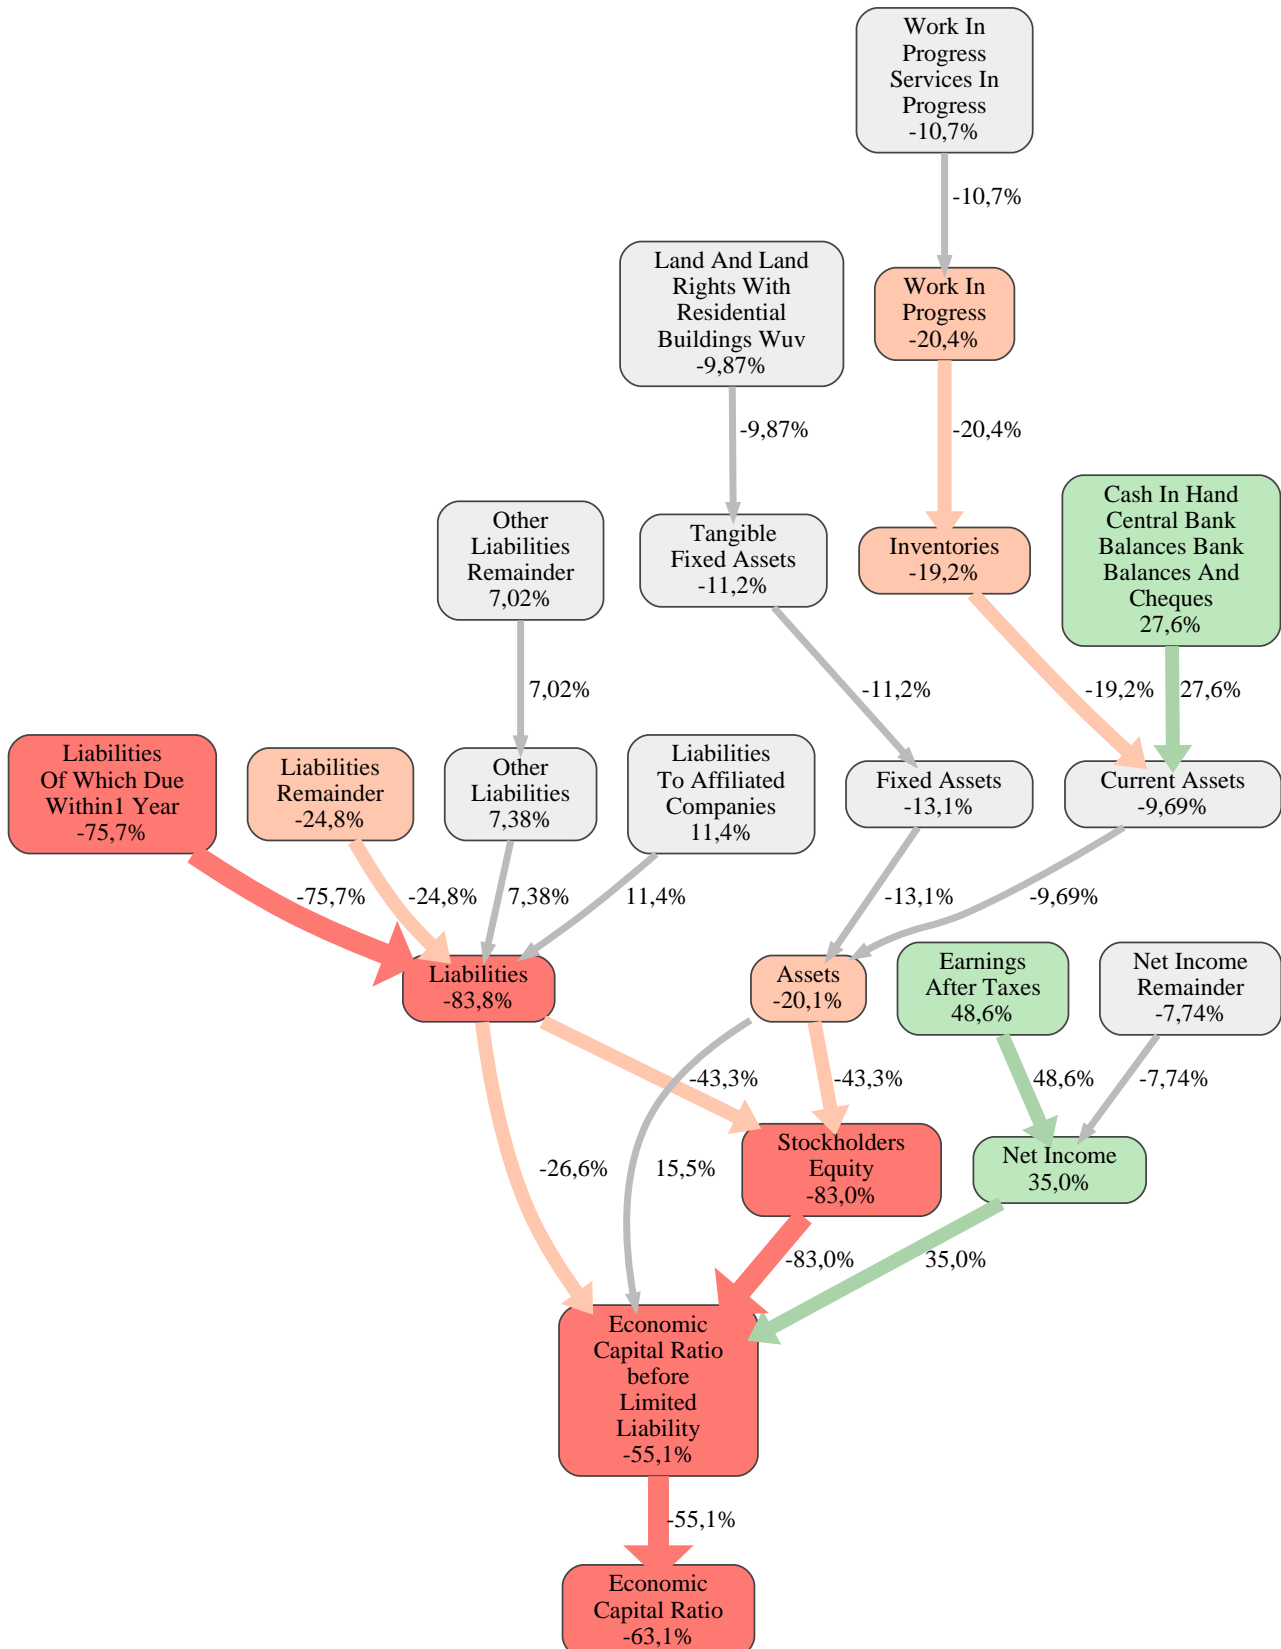 Work In
Progress
Services In
Progress
-10,7%
-10,7%
Land And Land
Rights With
Residential
Buildings Wuv
-9,87%
Work In
Progress
-20,4%
-9,87%
-20,4%
Cash In Hand
Central Bank
Balances Bank
Balances And
Cheques
27,6%
Other
Liabilities
Remainder
7,02%
Tangible
Fixed Assets
-11,2%
Inventories
-19,2%
7,02%
-11,2%
-19,2%
27,6%
Liabilities
Of Which Due
Within1 Year
-75,7%
Liabilities
Remainder
-24,8%
Other
Liabilities
7,38%
Liabilities
To Affiliated
Companies
11,4%
Fixed Assets
-13,1%
Current Assets
-9,69%
-75,7%
-24,8%
7,38%
11,4%
-13,1%
-9,69%
Liabilities
-83,8%
Assets
-20,1%
Earnings
After Taxes
48,6%
Net Income
Remainder
-7,74%
-43,3%
-43,3%
48,6%
-7,74%
Stockholders
Equity
-83,0%
Net Income
35,0%
-26,6%
15,5%
-83,0%
35,0%
Economic
Capital Ratio
before
Limited
Liability
-55,1%
-55,1%
Economic
Capital Ratio
-63,1%